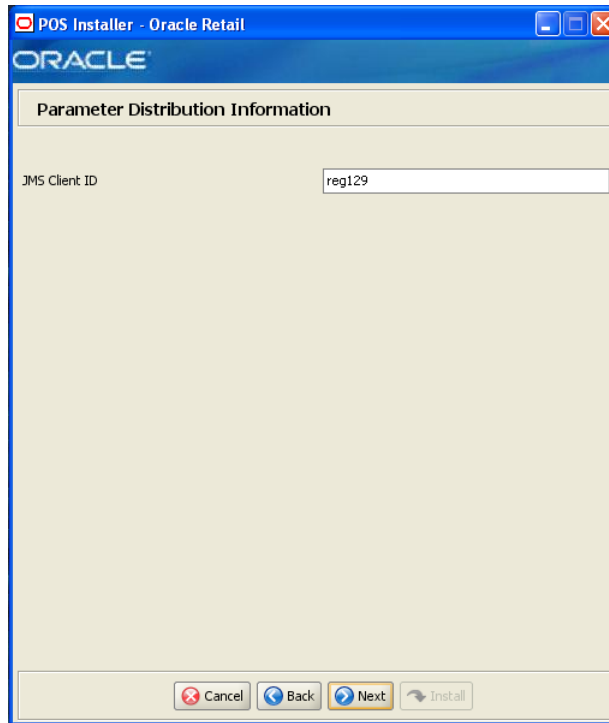 POS Installer - Oracle Retail
ORACLE
Parameter Distribution Information
JMS Client ID
reg129
Cancel
Back
Next
Install